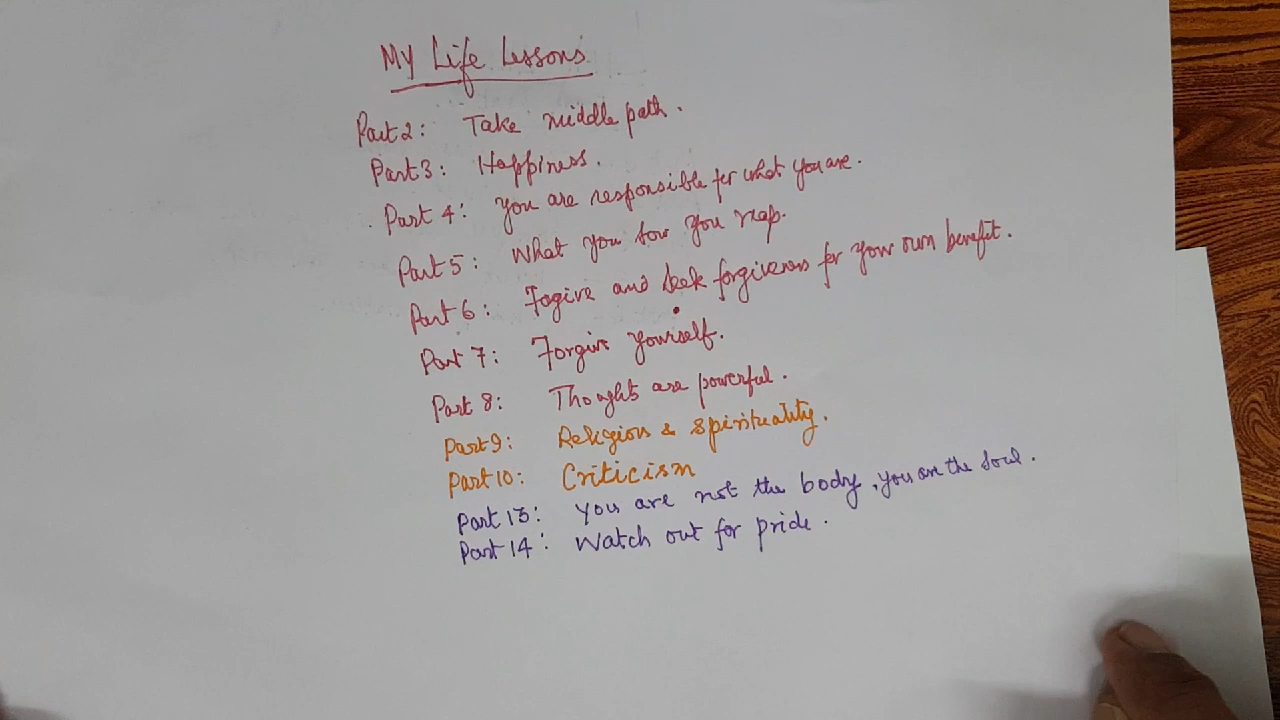 My Life Lessons
Part 2: Take middle path.
Part 3: Happiness.
Part 4: You are responsible for what you are.
Part 5: What you sow you reap.
Part 6: Fogive and seek forgiveness for your own benefit.
Part 7: Forgive yourself.
Part 8: Thoughts are powerful.
Part 9: Religion & spirituality.
Part 10: Criticism
Part 13: You are not the body, you are the soul.
Part 14: Watch out for pride.